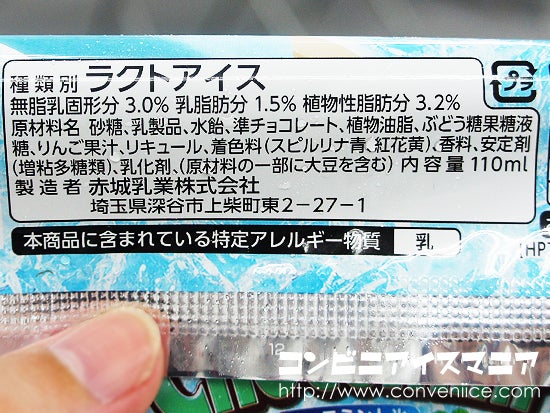 種類別 ラクトアイス
無脂乳固形分 3.0% 乳脂肪分 1.5% 植物性脂肪分 3.2%
原材料名 砂糖、乳製品、水飴、準チョコレート、植物油脂、ぶどう糖果糖液
糖、りんご果汁、リキュール、着色料(スピルリナ青、紅花黄)、香料、安定剤
(増粘多糖類)、乳化剤、(原材料の一部に大豆を含む) 内容量 110ml
製造者 赤城乳業株式会社
埼玉県深谷市上柴町東2-27-1
プラ
本商品に含まれている特定アレルギー物質 乳
(HP
12
コンビニアイスマニア
http://www.convenice.com/